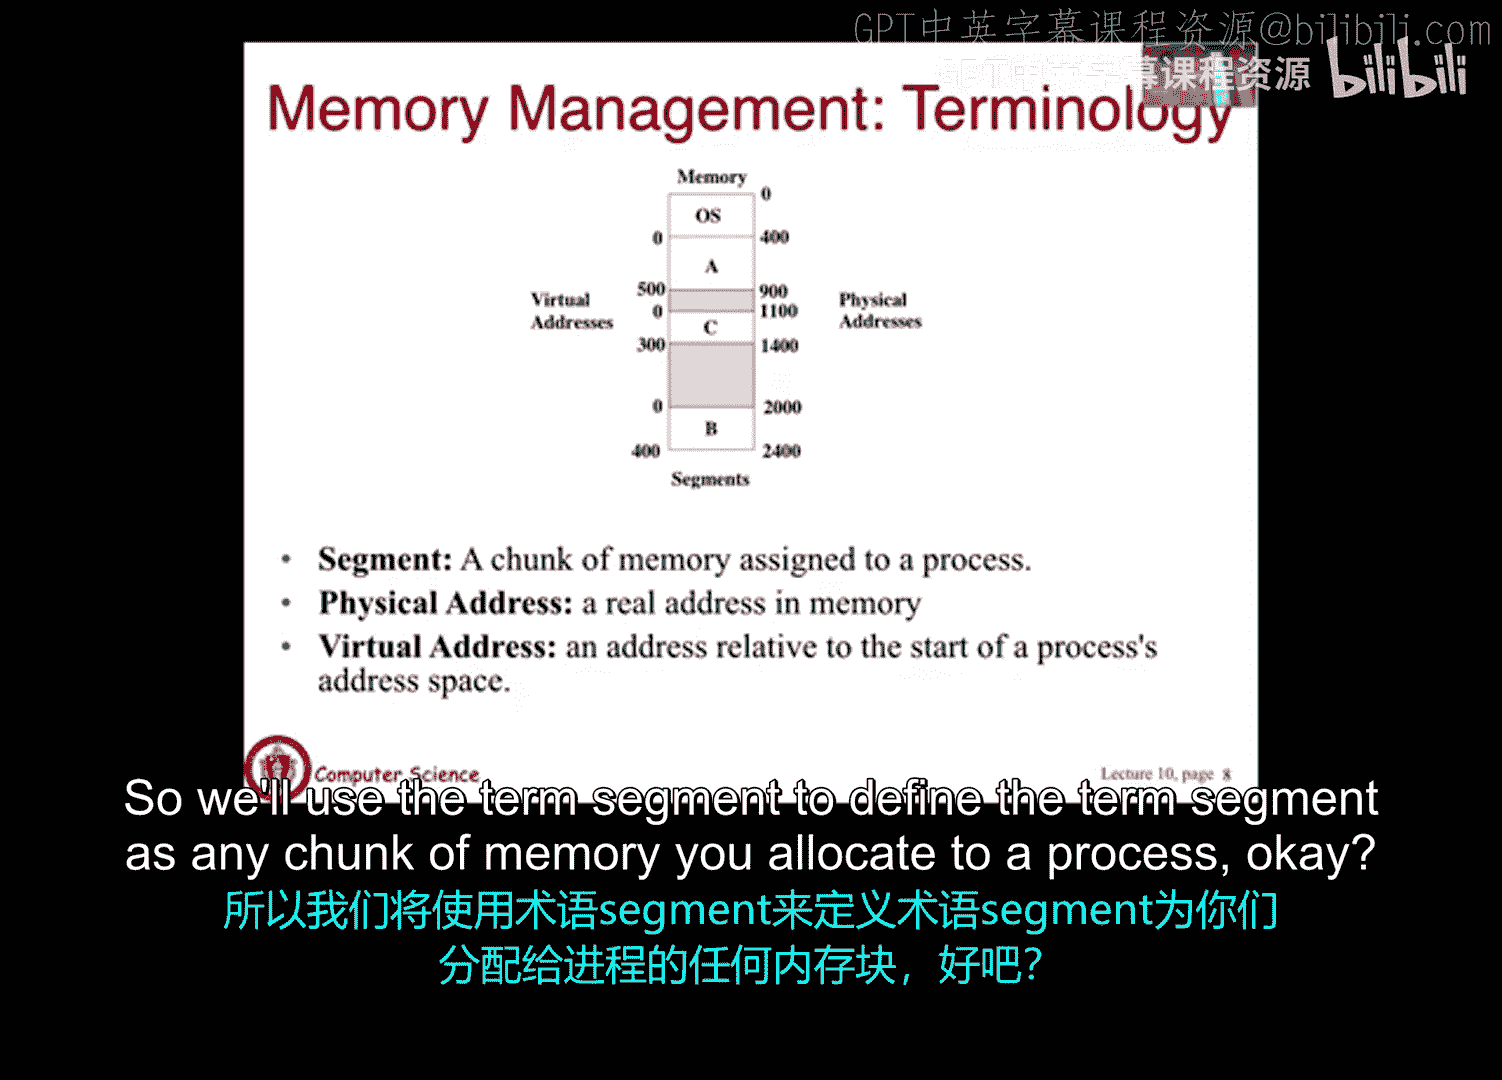 GPT中英字幕课程资源@bilibili.com
课程资源 bilibili
Memory Management: Terminology
Memory
0
OS
0
400
A
500
900
Virtual
Addresses
Physical
Addresses
0
1100
C
300
1400
0
2000
B
400
2400
Segments
• Segment: A chunk of memory assigned to a process.
• Physical Address: a real address in memory
• Virtual Address: an address relative to the start of a process's
address space.
Computer Science
Lecture 10, page 8
So we'll use the term segment to define the term segment
as any chunk of memory you allocate to a process, okay?
所以我们将使用术语segment来定义术语segment为你们
分配给进程的任何内存块，好吧？